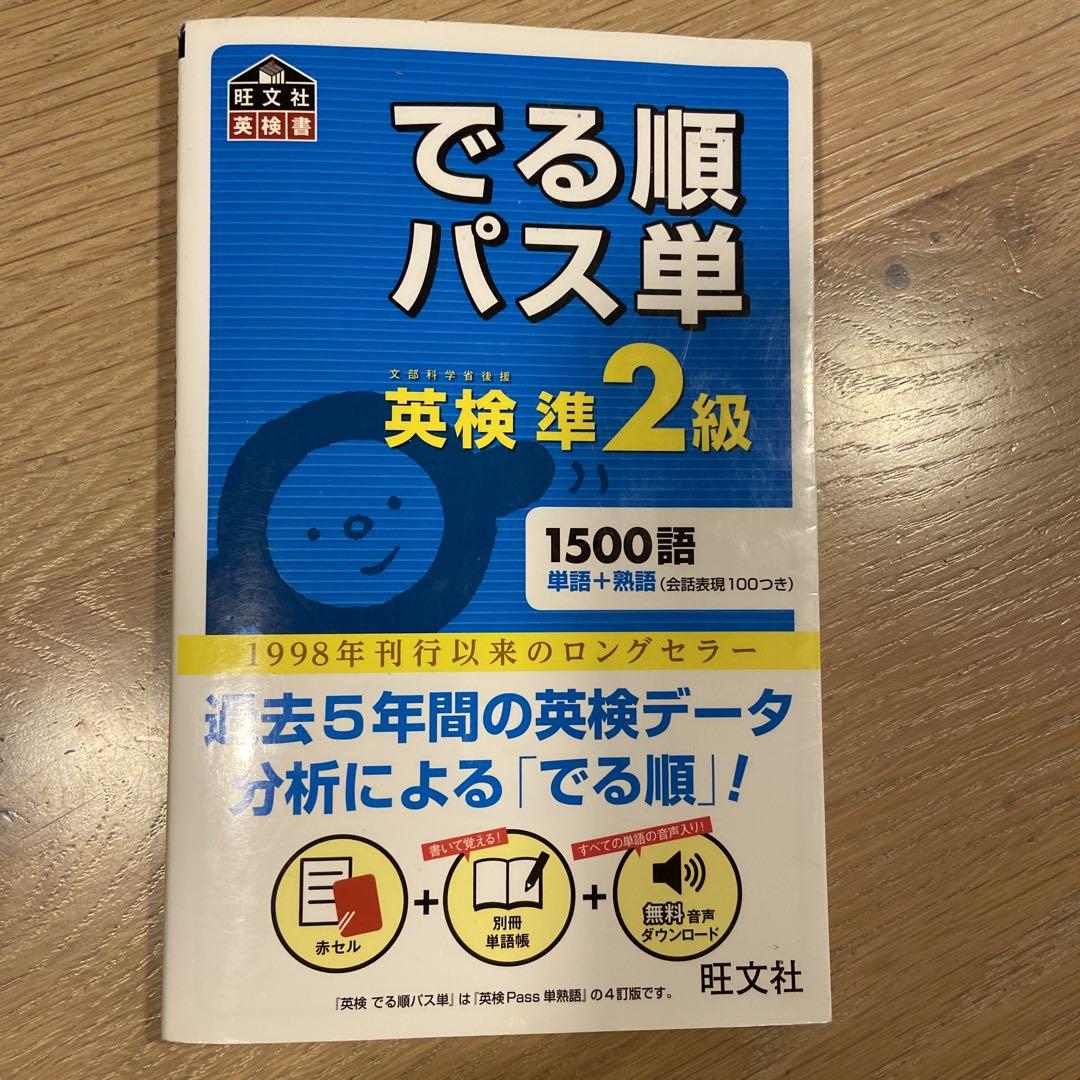 旺文社
英検書
でる順
パス単
文部科学省後援
英検 準2級
1500語
単語＋熟語（会話表現100つき）
1998年刊行以来のロングセラー
過去5年間の英検データ
分析による「でる順」！
赤セル
+
書いて覚える！
別冊
単語帳
+
すべての単語の音声入り！
無料音声
ダウンロード
旺文社
『英検 でる順パス単』は『英検Pass単熟語』の4訂版です。